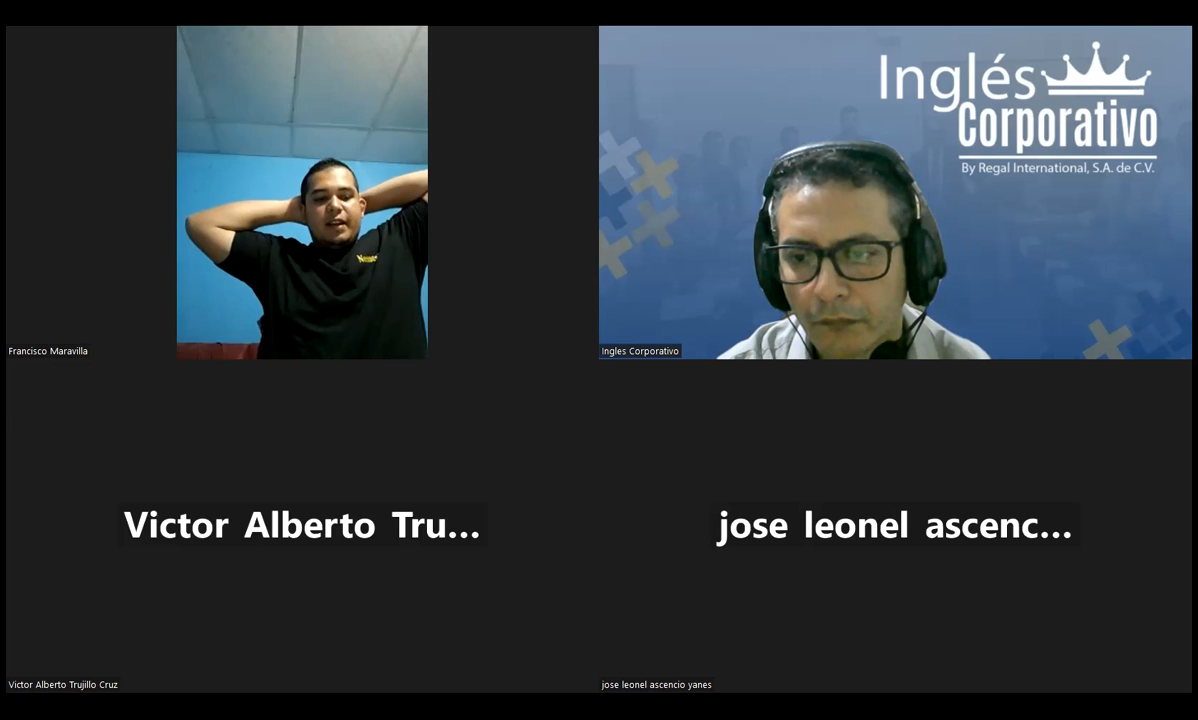 Inglés
Corporativo
By Regal International, S.A. de C.V.
Francisco Maravilla
Ingles Corporativo
Victor Alberto Tru...
jose leonel ascenc...
Victor Alberto Trujillo Cruz
jose leonel ascencio yanes